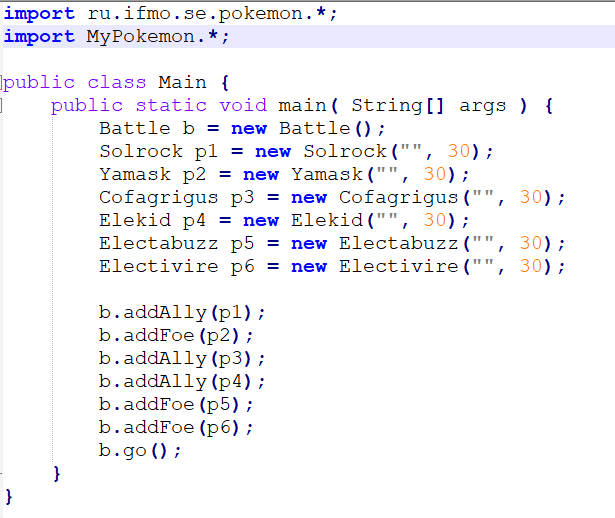 import ru.ifmo.se.pokemon.*;
import MyPokemon.*;
public class Main {
public static void main( String[] args ) {
Battle b = new Battle();
Solrock p1 = new Solrock("", 30);
Yamask p2 = new Yamask("", 30);
Cofagrigus p3 = new Cofagrigus("", 30);
Elekid p4 = new Elekid("", 30);
Electabuzz p5 = new Electabuzz("", 30);
Electivire p6 = new Electivire("", 30);
b.addAlly(p1);
b.addFoe(p2);
b.addAlly(p3);
b.addAlly(p4);
b.addFoe(p5);
b.addFoe(p6);
b.go();
}
}